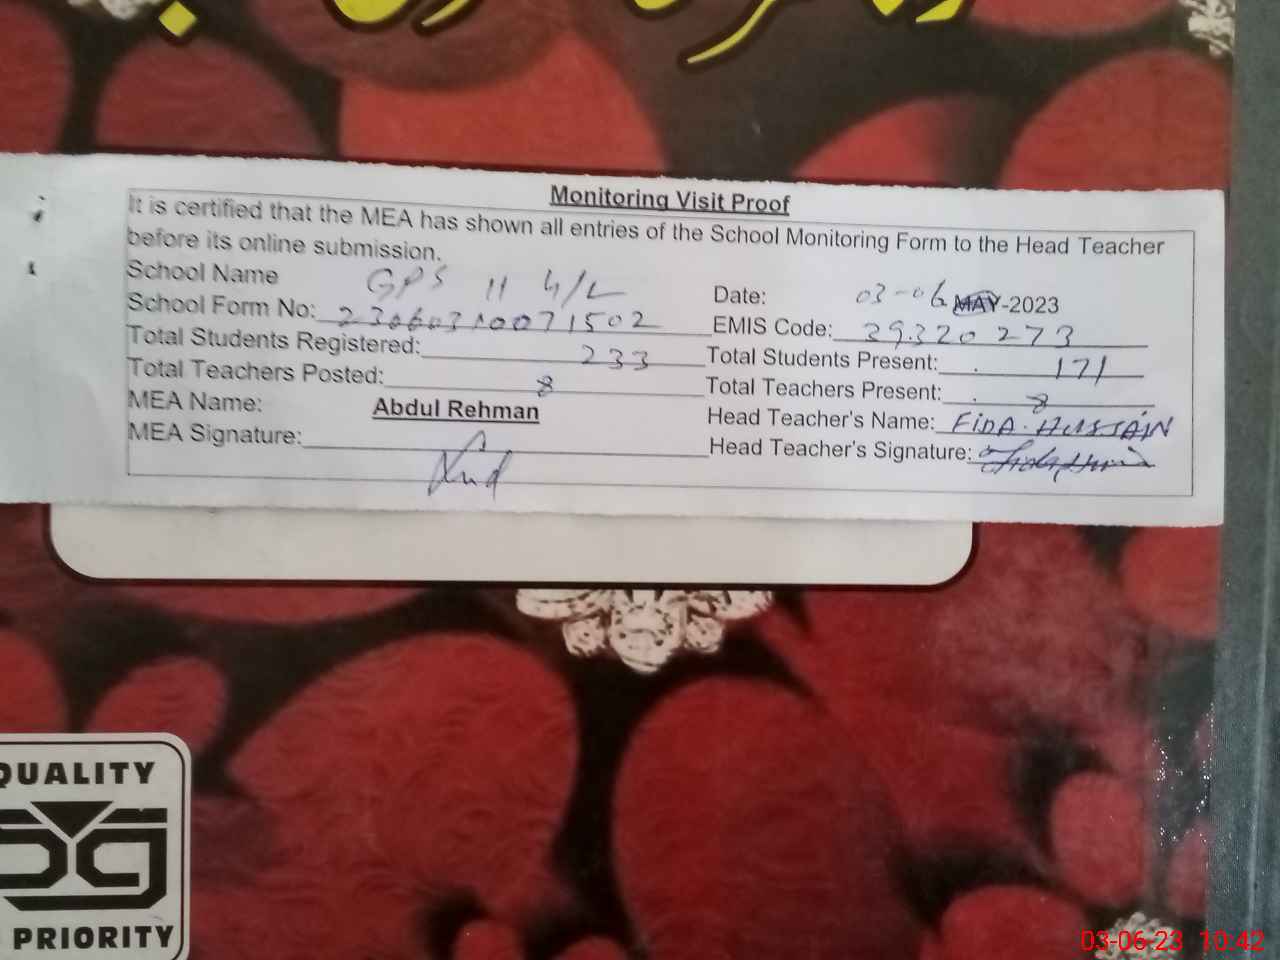 Monitoring Visit Proof
It is certified that the MEA has shown all entries of the School Monitoring Form to the Head Teacher
before its online submission.
School Name GPS 11 4/L
Date: 03-06 MAY-2023
School Form No: 23060310071502
EMIS Code: 39320273
Total Students Registered: 233
Total Students Present: 171
Total Teachers Posted: 8
Total Teachers Present: 8
MEA Name: Abdul Rehman
Head Teacher's Name: FIDA HUSSAIN
MEA Signature:
Head Teacher's Signature:
QUALITY
PRIORITY
03-06-23 10:42